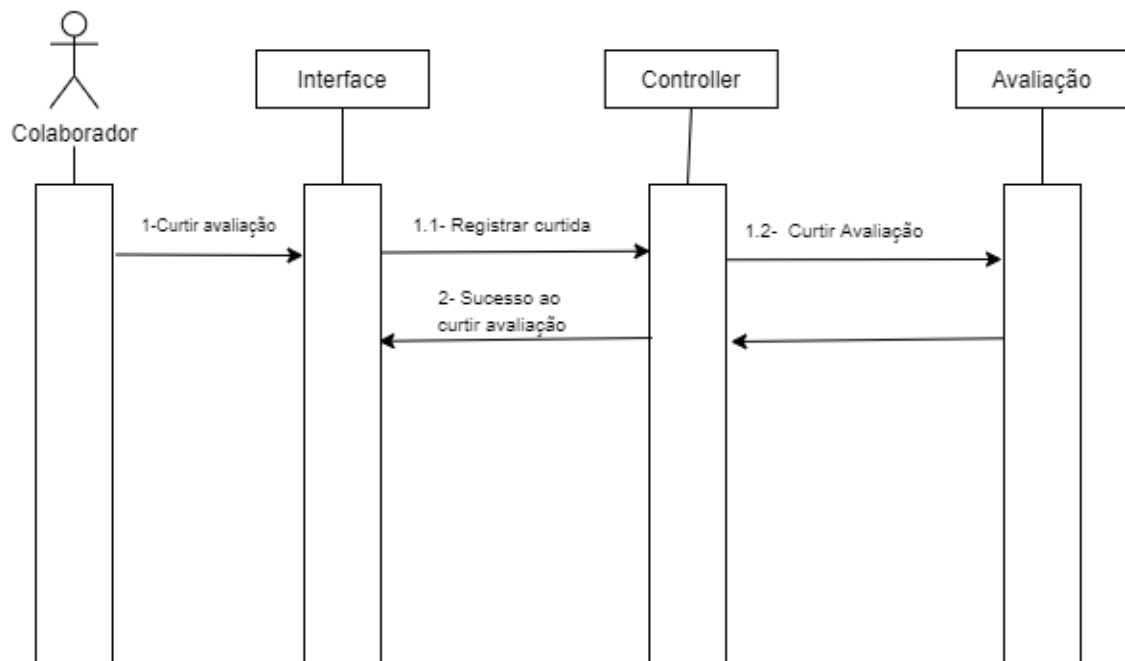 Colaborador
Interface
Controller
Avaliação
1-Curtir avaliação
1.1- Registrar curtida
1.2- Curtir Avaliação
2- Sucesso ao
curtir avaliação